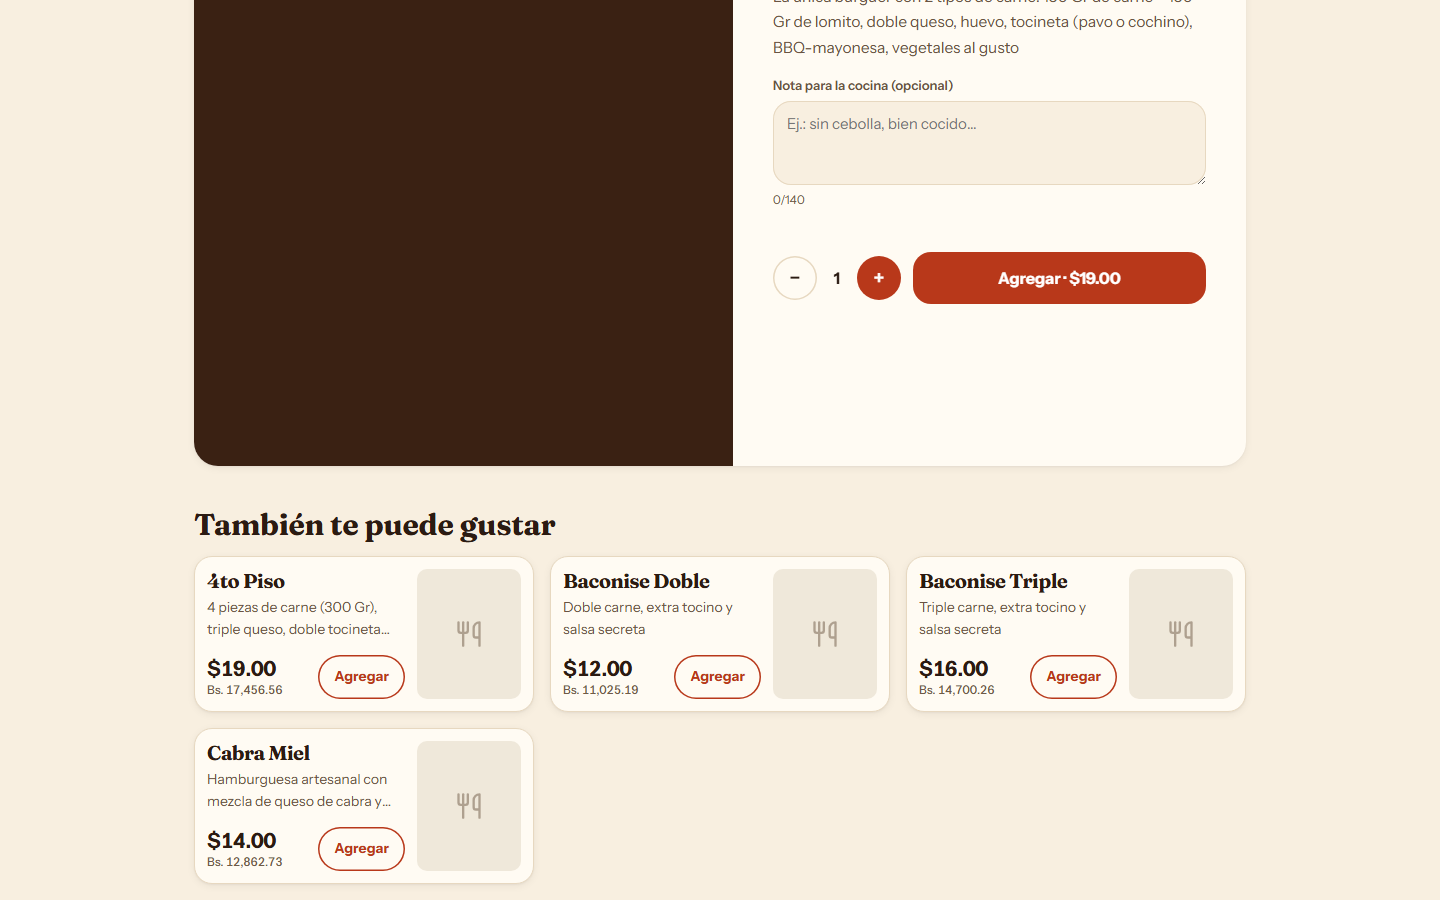 Gr de lomito, doble queso, huevo, tocineta (pavo o cochino),
BBQ-mayonesa, vegetales al gusto
Nota para la cocina (opcional)
Ej.: sin cebolla, bien cocido...
0/140
− 1 + Agregar · $19.00
También te puede gustar
4to Piso
4 piezas de carne (300 Gr),
triple queso, doble tocineta...
$19.00
Bs. 17,456.56
Agregar
Baconise Doble
Doble carne, extra tocino y
salsa secreta
$12.00
Bs. 11,025.19
Agregar
Baconise Triple
Triple carne, extra tocino y
salsa secreta
$16.00
Bs. 14,700.26
Agregar
Cabra Miel
Hamburguesa artesanal con
mezcla de queso de cabra y...
$14.00
Bs. 12,862.73
Agregar